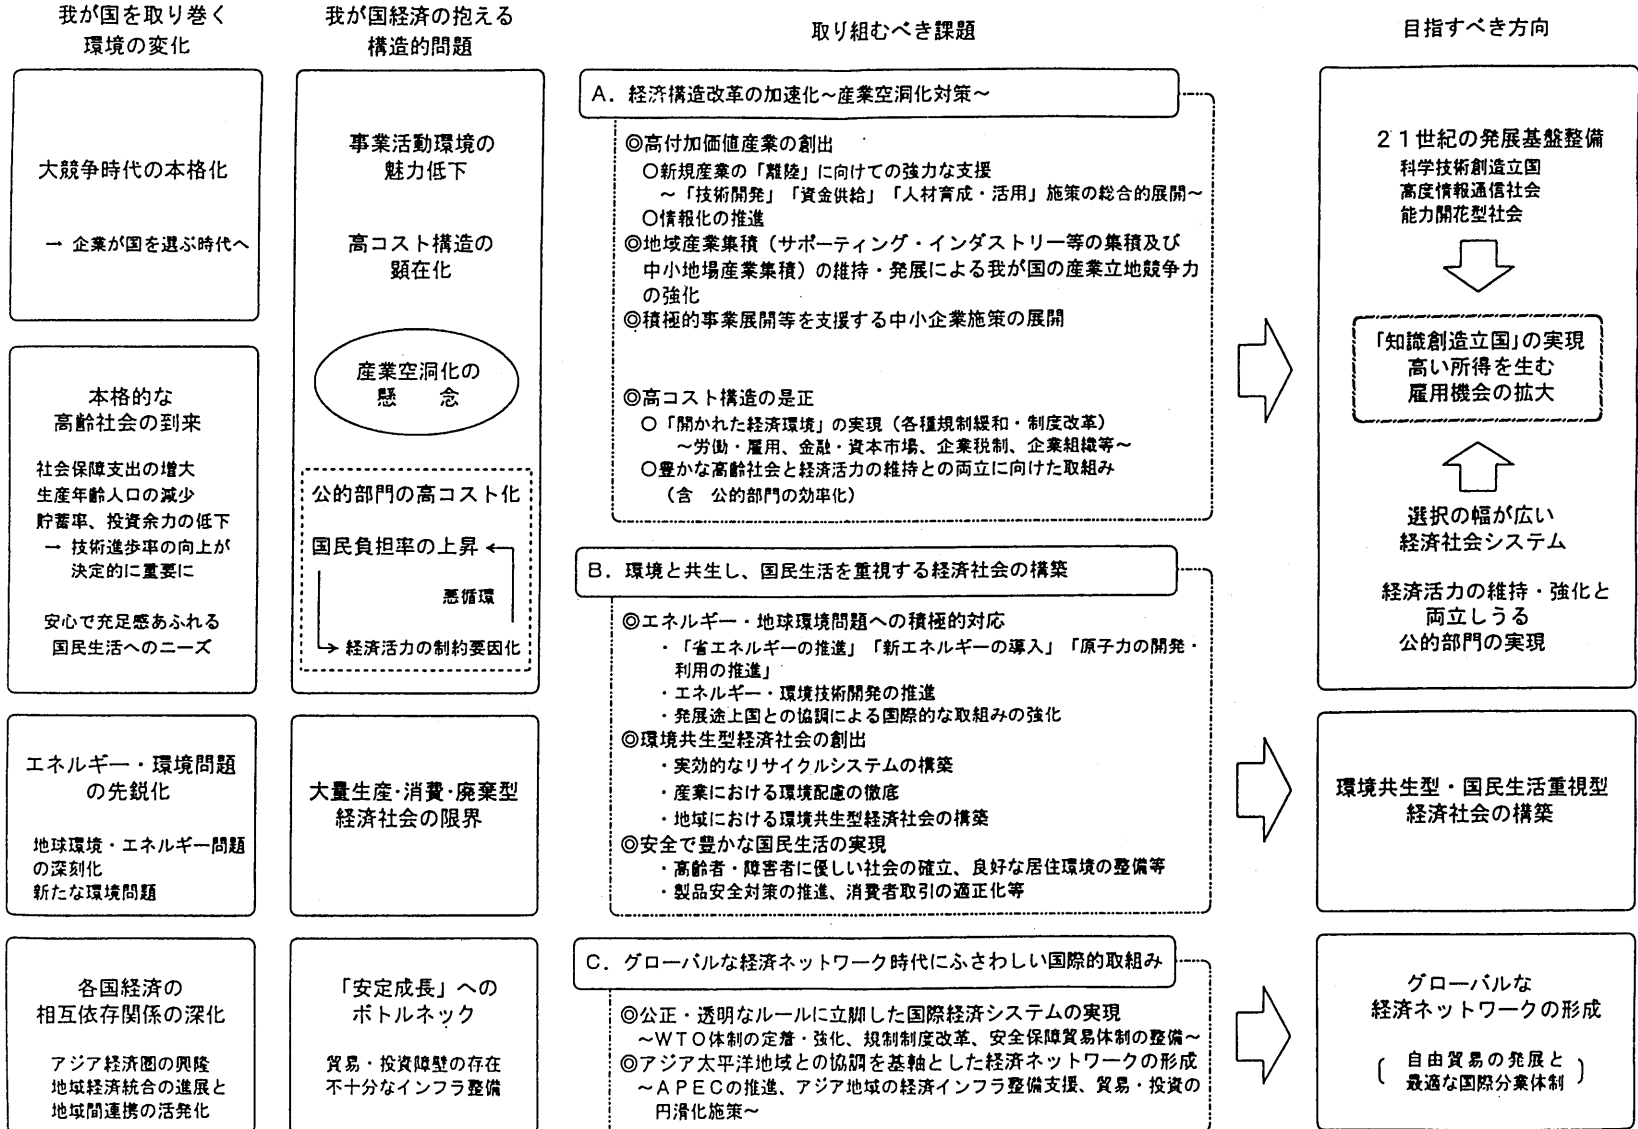 我が国を取り巻く
環境の変化
我が国経済の抱える
構造的問題
取り組むべき課題
目指すべき方向
大競争時代の本格化
→ 企業が国を選ぶ時代へ
本格的な
高齢社会の到来
社会保障支出の増大
生産年齢人口の減少
貯蓄率、投資余力の低下
→ 技術進歩率の向上が
決定的に重要に
安心で充足感あふれる
国民生活へのニーズ
エネルギー・環境問題
の先鋭化
地球環境・エネルギー問題
の深刻化
新たな環境問題
各国経済の
相互依存関係の深化
アジア経済圏の興隆
地域経済統合の進展と
地域間連携の活発化
事業活動環境の
魅力低下
高コスト構造の
顕在化
産業空洞化の
懸 念
公的部門の高コスト化
国民負担率の上昇
悪循環
経済活力の制約要因化
大量生産・消費・廃棄型
経済社会の限界
「安定成長」への
ボトルネック
貿易・投資障壁の存在
不十分なインフラ整備
A. 経済構造改革の加速化~産業空洞化対策~
◎高付加価値産業の創出
○新規産業の「離陸」に向けての強力な支援
~「技術開発」「資金供給」「人材育成・活用」施策の総合的展開~
○情報化の推進
◎地域産業集積(サポーティング・インダストリー等の集積及び
中小地場産業集積)の維持・発展による我が国の産業立地競争力
の強化
◎積極的事業展開等を支援する中小企業施策の展開
◎高コスト構造の是正
○「開かれた経済環境」の実現(各種規制緩和・制度改革)
~労働・雇用、金融・資本市場、企業税制、企業組織等~
○豊かな高齢社会と経済活力の維持との両立に向けた取組み
(含 公的部門の効率化)
B. 環境と共生し、国民生活を重視する経済社会の構築
◎エネルギー・地球環境問題への積極的対応
・「省エネルギーの推進」「新エネルギーの導入」「原子力の開発・
利用の推進」
・エネルギー・環境技術開発の推進
・発展途上国との協調による国際的な取組みの強化
◎環境共生型経済社会の創出
・実効的なリサイクルシステムの構築
・産業における環境配慮の徹底
・地域における環境共生型経済社会の構築
◎安全で豊かな国民生活の実現
・高齢者・障害者に優しい社会の確立、良好な居住環境の整備等
・製品安全対策の推進、消費者取引の適正化等
C. グローバルな経済ネットワーク時代にふさわしい国際的取組み
◎公正・透明なルールに立脚した国際経済システムの実現
~WTO体制の定着・強化、規制制度改革、安全保障貿易体制の整備~
◎アジア太平洋地域との協調を基軸とした経済ネットワークの形成
~APECの推進、アジア地域の経済インフラ整備支援、貿易・投資の
円滑化施策~
21世紀の発展基盤整備
科学技術創造立国
高度情報通信社会
能力開花型社会
「知識創造立国」の実現
高い所得を生む
雇用機会の拡大
選択の幅が広い
経済社会システム
経済活力の維持・強化と
両立しうる
公的部門の実現
環境共生型・国民生活重視型
経済社会の構築
グローバルな
経済ネットワークの形成
( 自由貿易の発展と
最適な国際分業体制 )